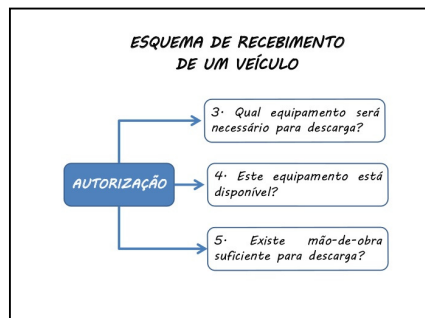 ESQUEMA DE RECEBIMENTO
DE UM VEÍCULO
3. Qual equipamento será
necessário para descarga?
AUTORIZAÇÃO
4. Este equipamento está
disponível?
5. Existe mão-de-obra
suficiente para descarga?